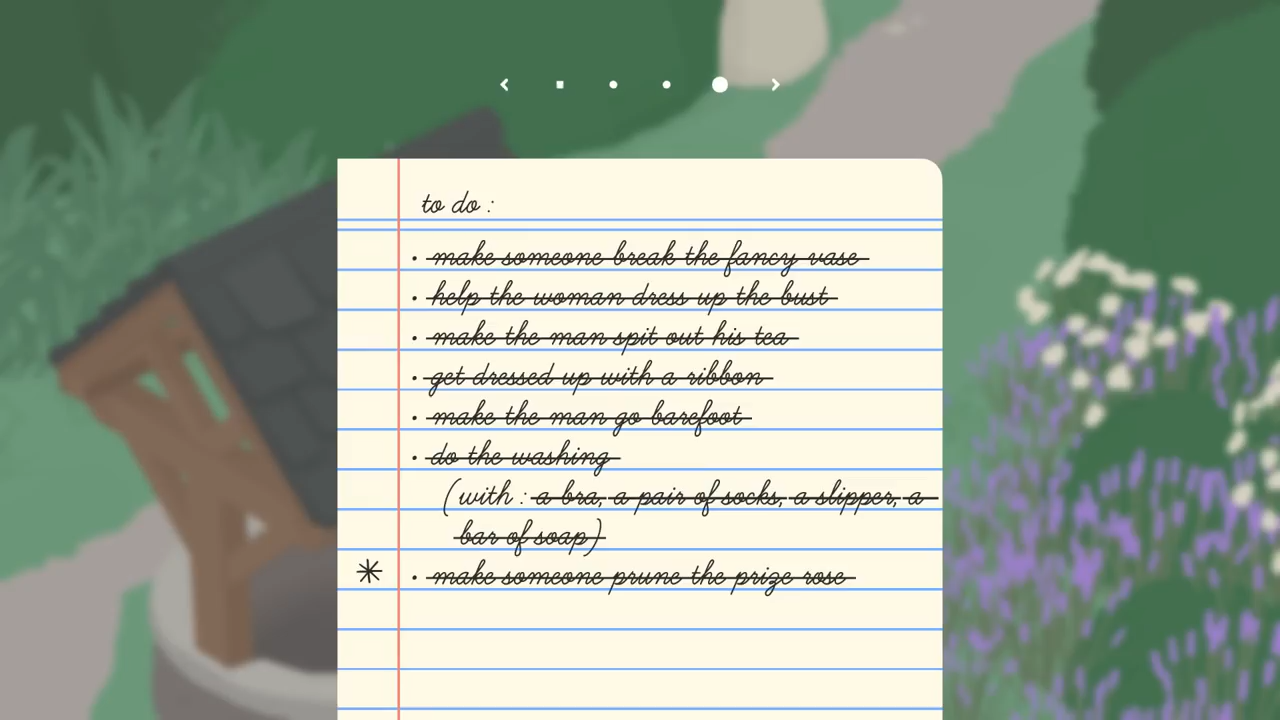 to do :
• make someone break the fancy vase
• help the woman dress up the bust
• make the man spit out his tea
• get dressed up with a ribbon
• make the man go barefoot
• do the washing
(with : a bra, a pair of socks, a slipper, a
bar of soap)
• make someone prune the prize rose